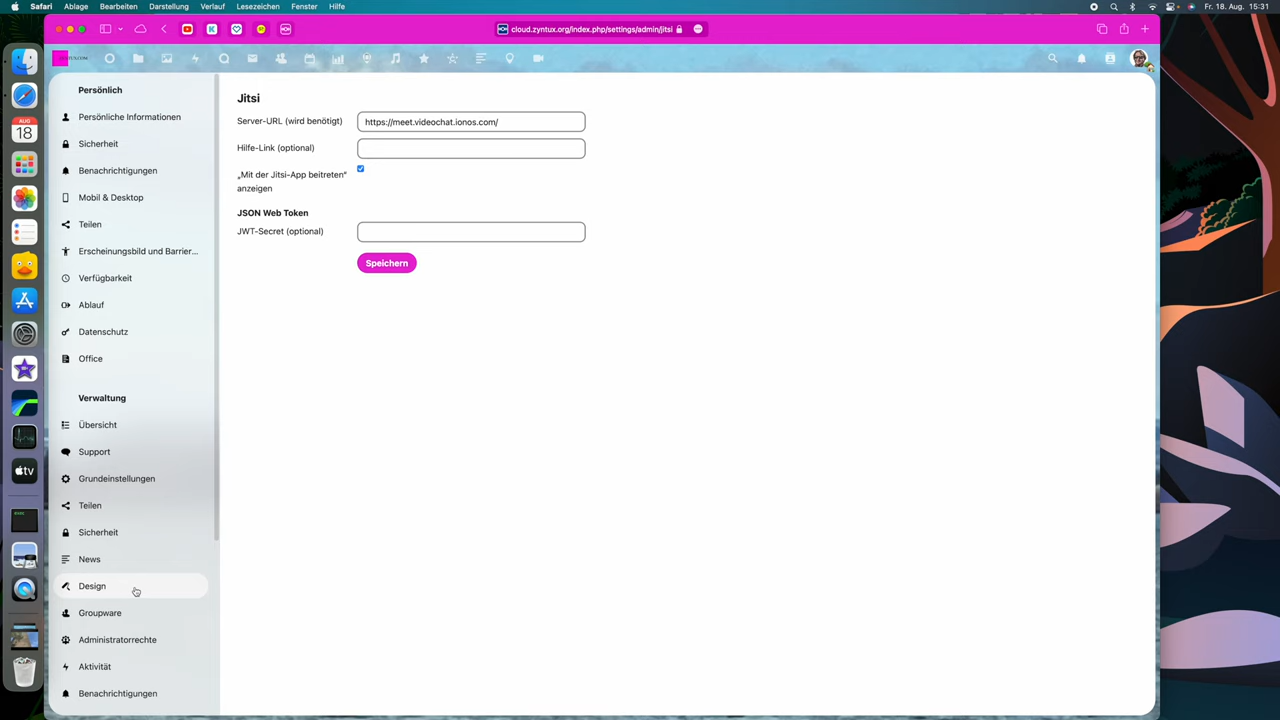 Safari Ablage Bearbeiten Darstellung Verlauf Lesezeichen Fenster Hilfe
Fr. 18. Aug. 15:31
cloud.zyntux.org/index.php/settings/admin/jitsi
AUG
18
tv
Persönlich
Persönliche Informationen
Sicherheit
Benachrichtigungen
Mobil & Desktop
Teilen
Erscheinungsbild und Barrier...
Verfügbarkeit
Ablauf
Datenschutz
Office
Verwaltung
Übersicht
Support
Grundeinstellungen
Teilen
Sicherheit
News
Design
Groupware
Administratorrechte
Aktivität
Benachrichtigungen
Jitsi
Server-URL (wird benötigt)
https://meet.videochat.ionos.com/
Hilfe-Link (optional)
„Mit der Jitsi-App beitreten“
anzeigen
JSON Web Token
JWT-Secret (optional)
Speichern